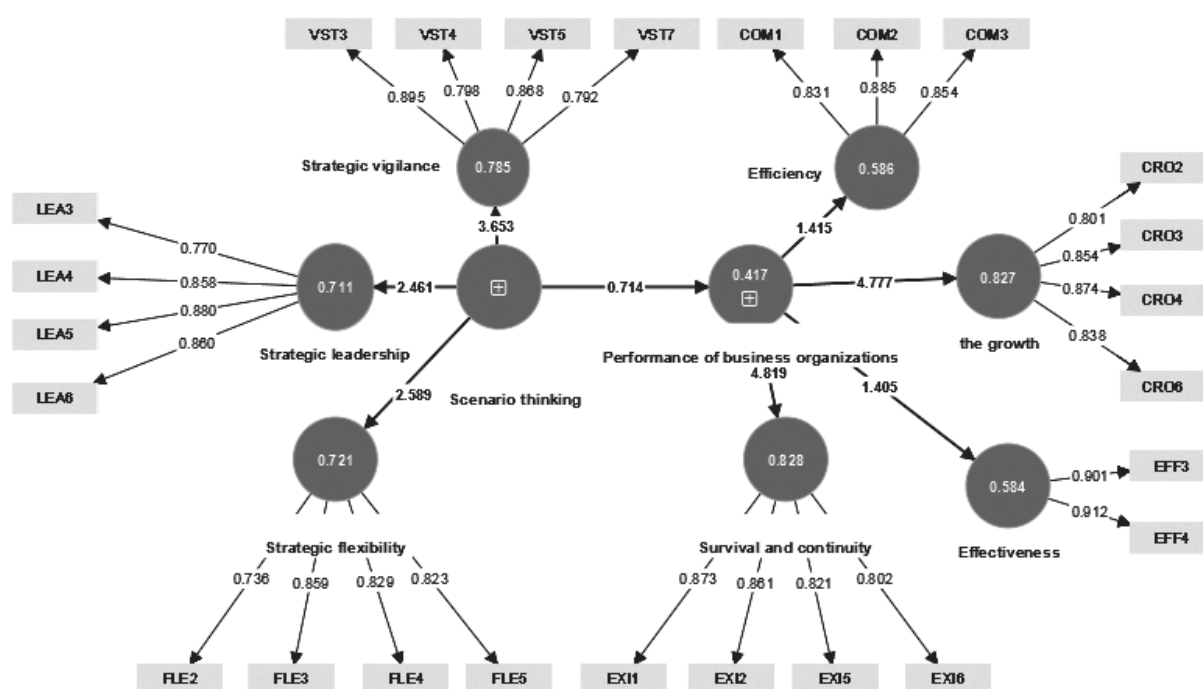 VST3 VST4 VST5 VST7 COM1 COM2 COM3
0.895 0.798 0.868 0.792 0.831 0.885 0.854
Strategic vigilance 0.785 Efficiency 0.586
CRO2
LEA3 0.801
0.770 3.653 1.415 CRO3
0.854
LEA4 0.858 0.711 2.461 0.714 0.417 4.777 0.827 0.874 CRO4
0.880
LEA5 0.860 0.838
Strategic leadership Performance of business organizations the growth
LEA6 4.819 1.405 CRO6
2.589 Scenario thinking
0.721 0.828 0.584 0.901 EFF3
0.912 EFF4
Strategic flexibility Survival and continuity Effectiveness
0.736 0.859 0.829 0.823 0.873 0.861 0.821 0.802
FLE2 FLE3 FLE4 FLE5 EXI1 EXI2 EXI5 EXI6